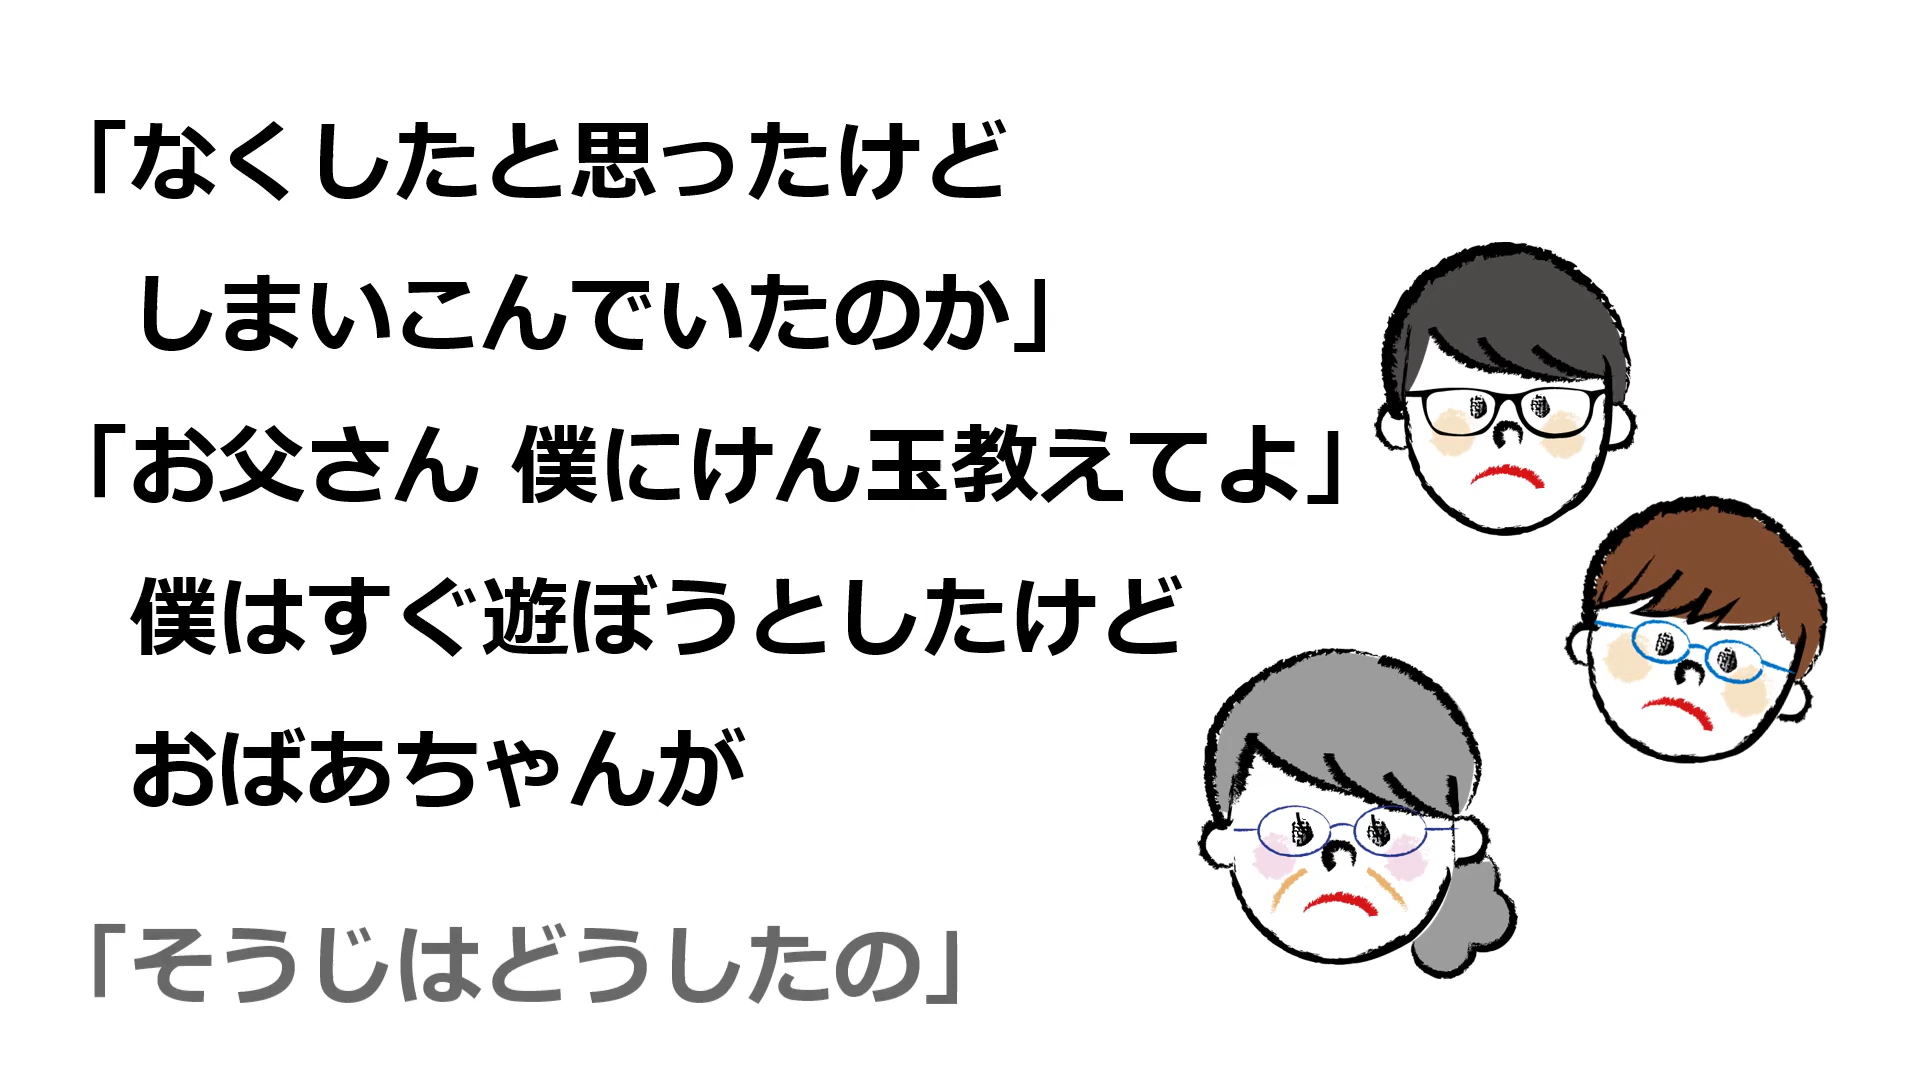 「なくしたと思ったけど
しまいこんでいたのか」
「お父さん 僕にけん玉教えてよ」
僕はすぐ遊ぼうとしたけど
おばあちゃんが
「そうじはどうしたの」